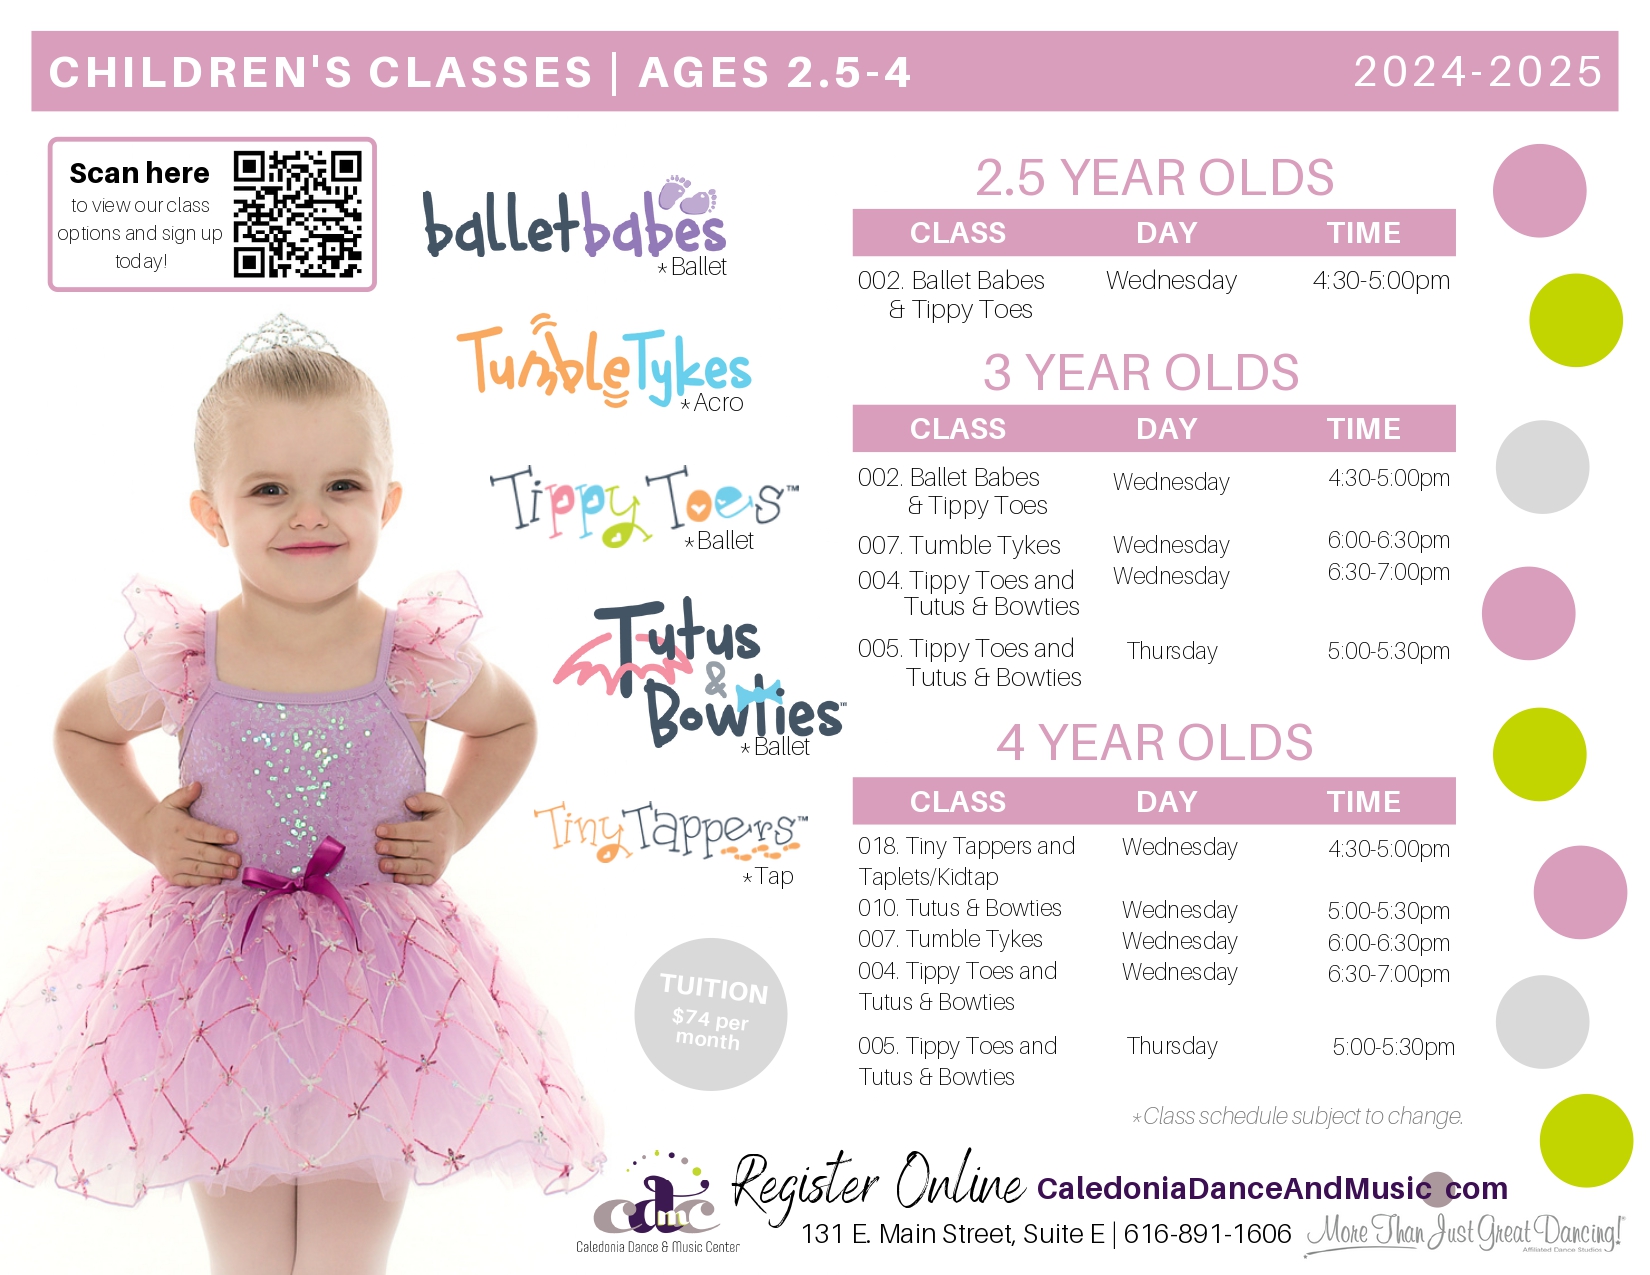 CHILDREN'S CLASSES | AGES 2.5-4
2024-2025
Scan here
to view our class
options and sign up
today!
balletbabes
*Ballet
TumbleTykes
*Acro
Tippy Toes™
*Ballet
Tutus
&
Bowties™
*Ballet
Tiny Tappers™
*Tap
TUITION
$74 per
month
2.5 YEAR OLDS
CLASS DAY TIME
002. Ballet Babes Wednesday 4:30-5:00pm
& Tippy Toes
3 YEAR OLDS
CLASS DAY TIME
002. Ballet Babes Wednesday 4:30-5:00pm
& Tippy Toes
007. Tumble Tykes Wednesday 6:00-6:30pm
004. Tippy Toes and Wednesday 6:30-7:00pm
Tutus & Bowties
005. Tippy Toes and Thursday 5:00-5:30pm
Tutus & Bowties
4 YEAR OLDS
CLASS DAY TIME
018. Tiny Tappers and Wednesday 4:30-5:00pm
Taplets/Kidtap
010. Tutus & Bowties Wednesday 5:00-5:30pm
007. Tumble Tykes Wednesday 6:00-6:30pm
004. Tippy Toes and Wednesday 6:30-7:00pm
Tutus & Bowties
005. Tippy Toes and Thursday 5:00-5:30pm
Tutus & Bowties
*Class schedule subject to change.
cdmc
Caledonia Dance & Music Center
Register Online CaledoniaDanceAndMusic com
131 E. Main Street, Suite E | 616-891-1606
More Than Just Great Dancing!
Affiliated Dance Studios